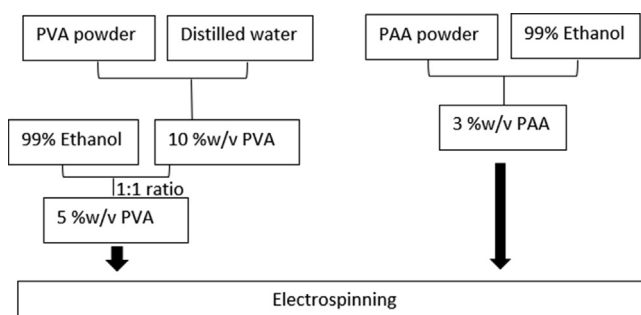 PVA powder
Distilled water
PAA powder
99% Ethanol
99% Ethanol
10 %w/v PVA
3 %w/v PAA
1:1 ratio
5 %w/v PVA
Electrospinning